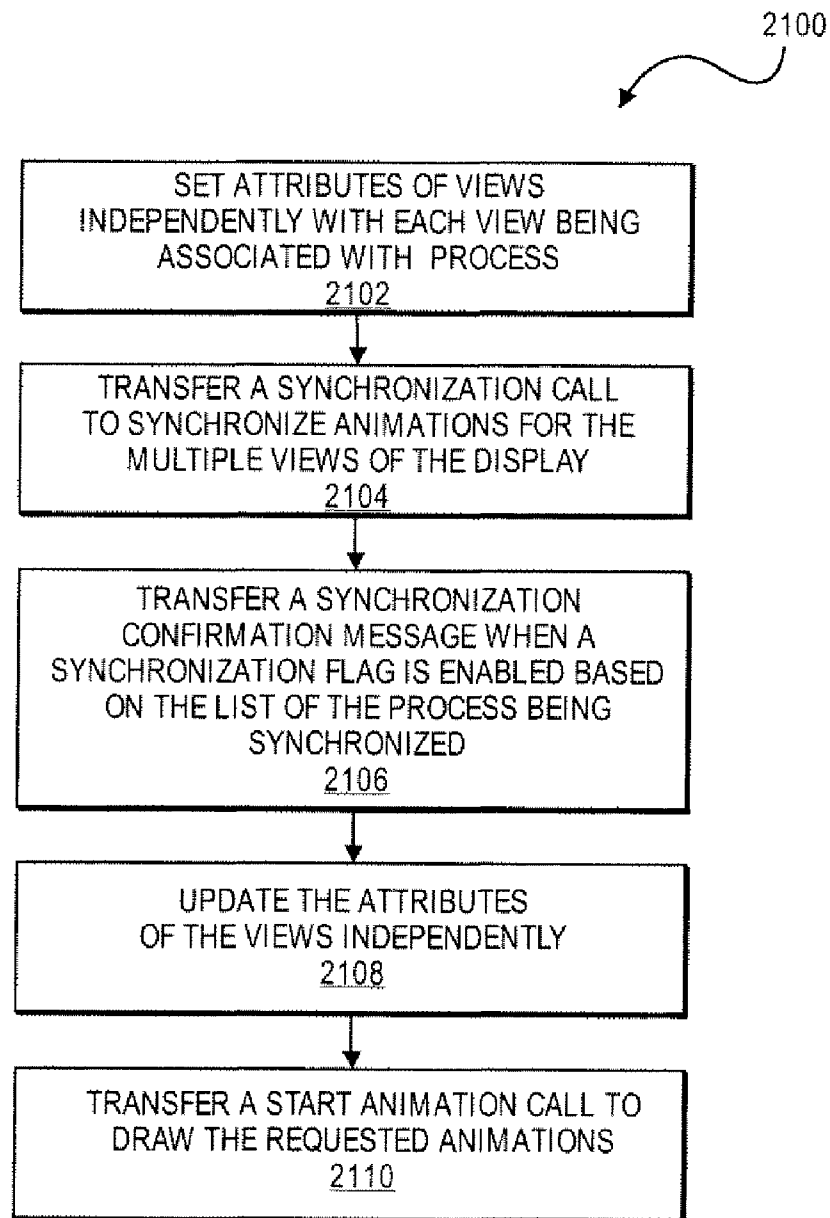 2100
SET ATTRIBUTES OF VIEWS
INDEPENDENTLY WITH EACH VIEW BEING
ASSOCIATED WITH PROCESS
2102
TRANSFER A SYNCHRONIZATION CALL
TO SYNCHRONIZE ANIMATIONS FOR THE
MULTIPLE VIEWS OF THE DISPLAY
2104
TRANSFER A SYNCHRONIZATION
CONFIRMATION MESSAGE WHEN A
SYNCHRONIZATION FLAG IS ENABLED BASED
ON THE LIST OF THE PROCESS BEING
SYNCHRONIZED
2106
UPDATE THE ATTRIBUTES
OF THE VIEWS INDEPENDENTLY
2108
TRANSFER A START ANIMATION CALL TO
DRAW THE REQUESTED ANIMATIONS
2110